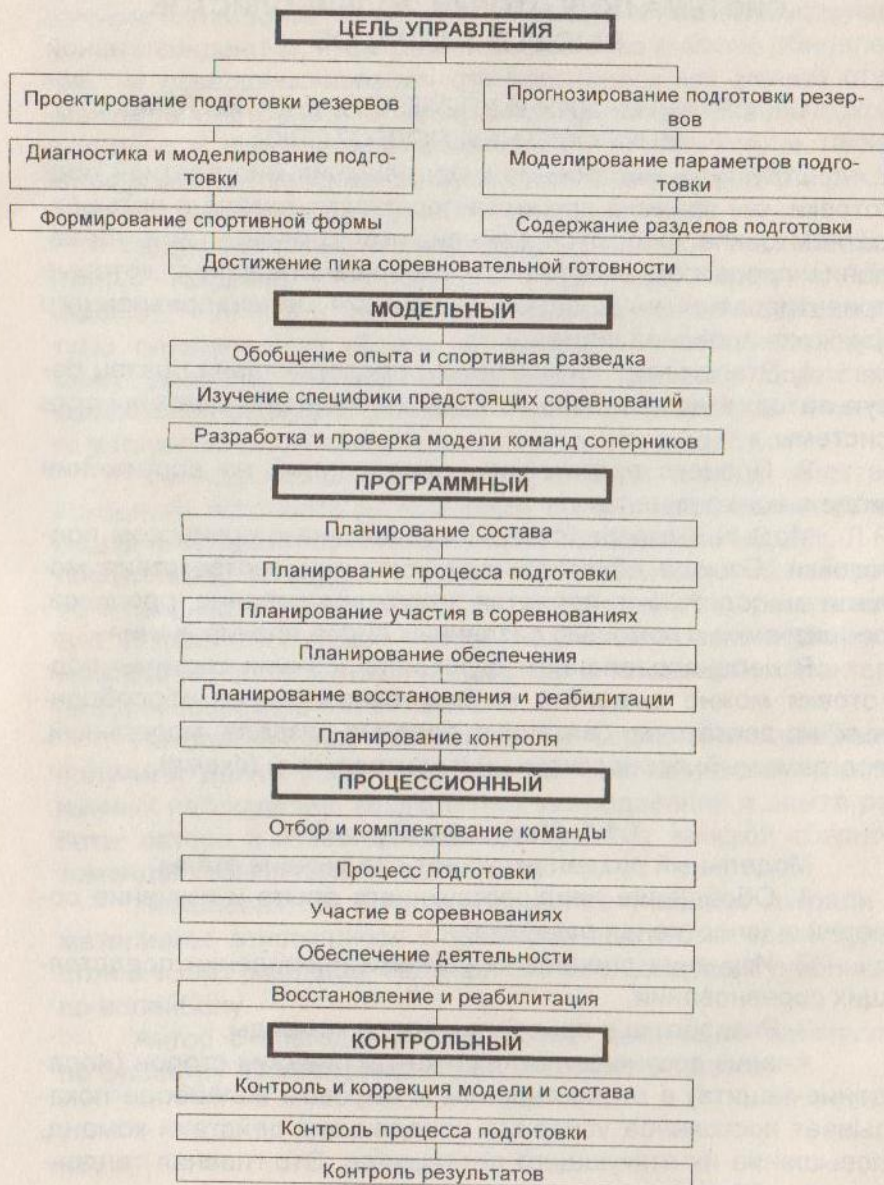 ЦЕЛЬ УПРАВЛЕНИЯ
Проектирование подготовки резервов
Прогнозирование подготовки резер-
вов
Диагностика и моделирование подго-
товки
Моделирование параметров подго-
товки
Формирование спортивной формы
Содержание разделов подготовки
Достижение пика соревновательной готовности
МОДЕЛЬНЫЙ
Обобщение опыта и спортивная разведка
Изучение специфики предстоящих соревнований
Разработка и проверка модели команд соперников
ПРОГРАММНЫЙ
Планирование состава
Планирование процесса подготовки
Планирование участия в соревнованиях
Планирование обеспечения
Планирование восстановления и реабилитации
Планирование контроля
ПРОЦЕССИОННЫЙ
Отбор и комплектование команды
Процесс подготовки
Участие в соревнованиях
Обеспечение деятельности
Восстановление и реабилитация
КОНТРОЛЬНЫЙ
Контроль и коррекция модели и состава
Контроль процесса подготовки
Контроль результатов